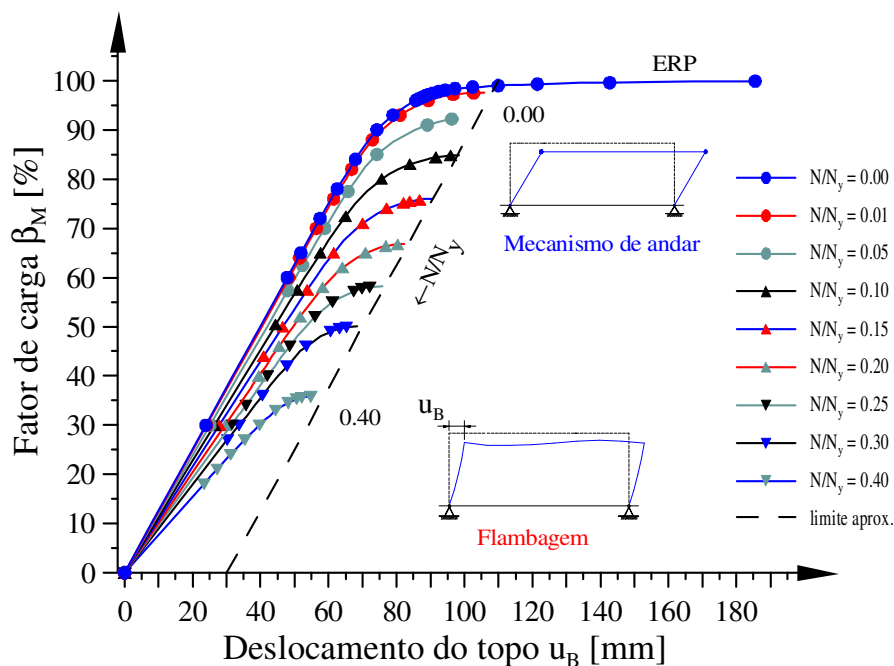 Fator de carga β_M [%]
100
90
80
70
60
50
40
30
20
10
0
0 20 40 60 80 100 120 140 160 180
Deslocamento do topo u_B [mm]
ERP
0.00
Mecanismo de andar
←N/N_y
0.40
u_B
Flambagem
N/N_y = 0.00
N/N_y = 0.01
N/N_y = 0.05
N/N_y = 0.10
N/N_y = 0.15
N/N_y = 0.20
N/N_y = 0.25
N/N_y = 0.30
N/N_y = 0.40
limite aprox.